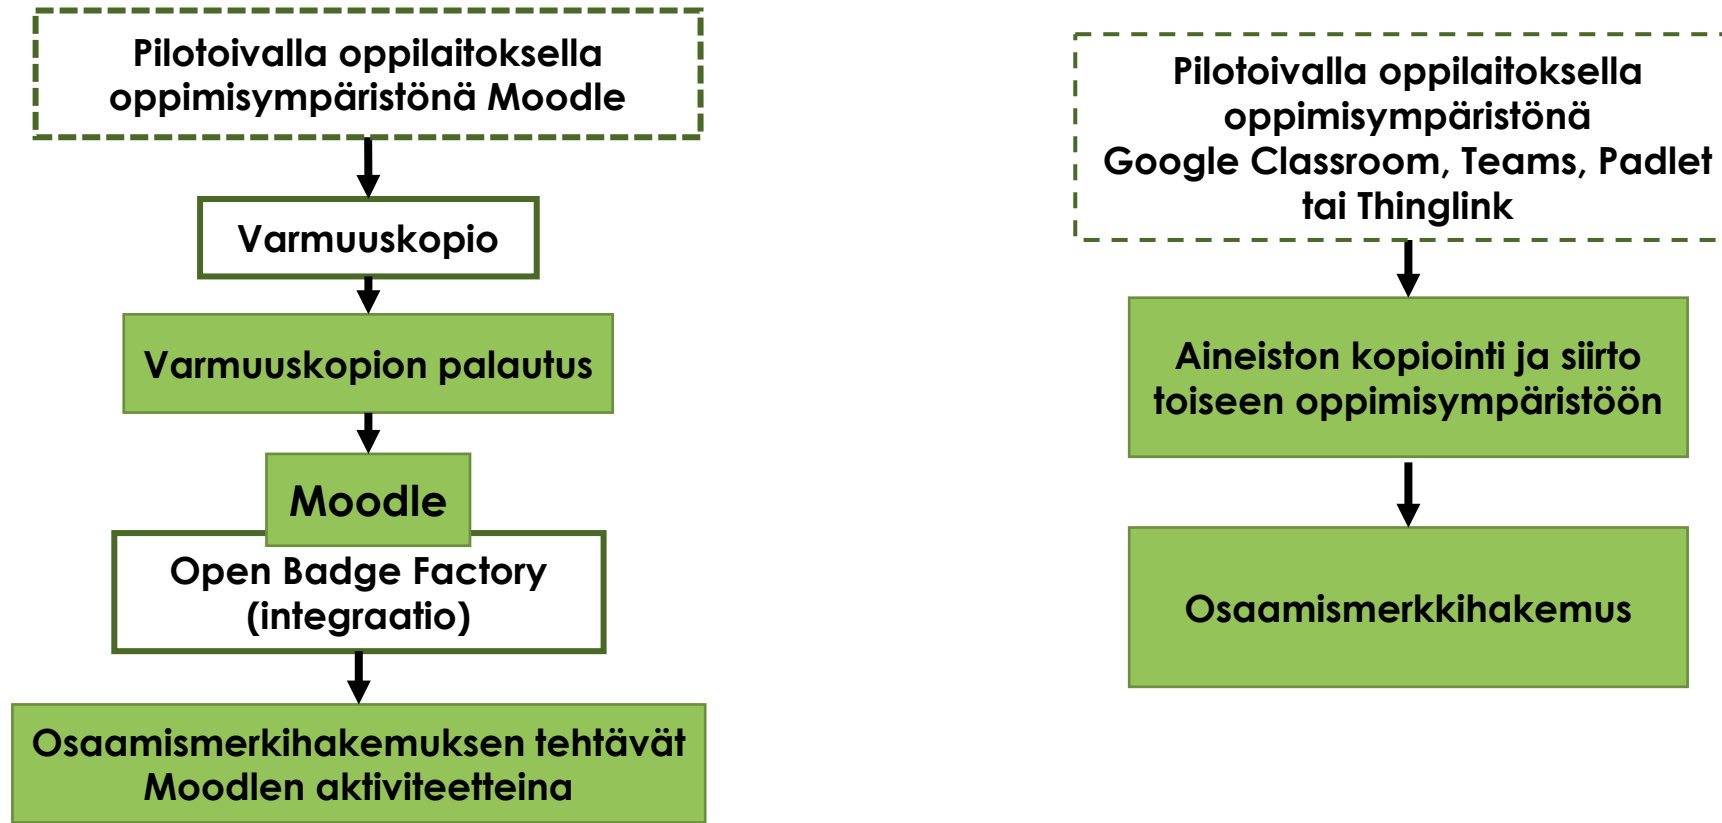 Pilotoivalla oppilaitoksella
oppimisympäristönä Moodle
Varmuuskopio
Varmuuskopion palautus
Moodle
Open Badge Factory
(integraatio)
Osaamismerkihakemuksen tehtävät
Moodlen aktiviteetteina
Pilotoivalla oppilaitoksella
oppimisympäristönä
Google Classroom, Teams, Padlet
tai Thinglink
Aineiston kopiointi ja siirto
toiseen oppimisympäristöön
Osaamismerkkihakemus